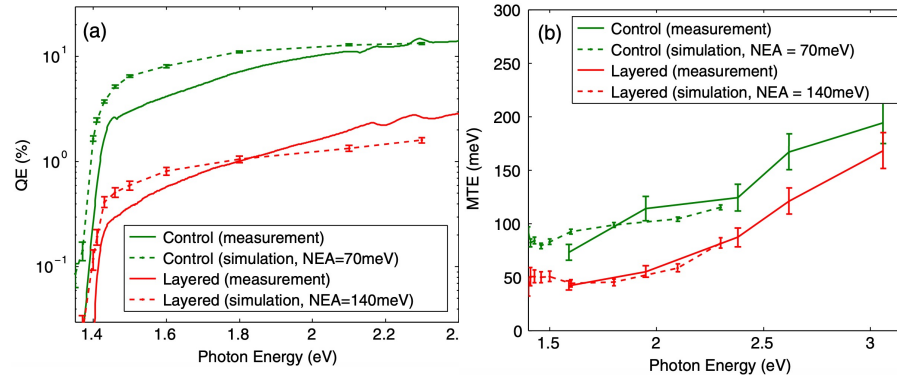 (a)
QE (%)
10^1
10^0
10^-1
Control (measurement)
Control (simulation, NEA=70meV)
Layered (measurement)
Layered (simulation, NEA=140meV)
1.4 1.6 1.8 2 2.2 2.
Photon Energy (eV)
(b)
MTE (meV)
300
250
200
150
100
50
0
Control (measurement)
Control (simulation, NEA = 70meV)
Layered (measurement)
Layered (simulation, NEA = 140meV)
1.5 2 2.5 3
Photon Energy (eV)